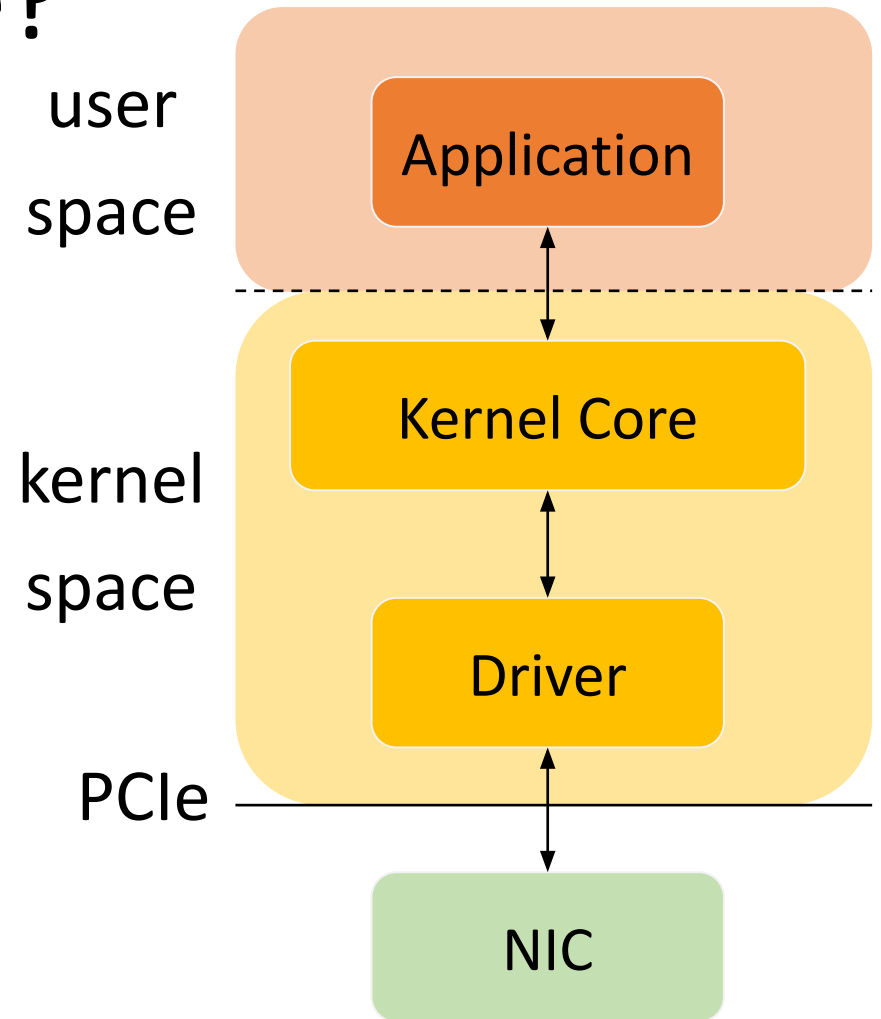 ?
user
space
Application
Kernel Core
kernel
space
Driver
PCIe
NIC